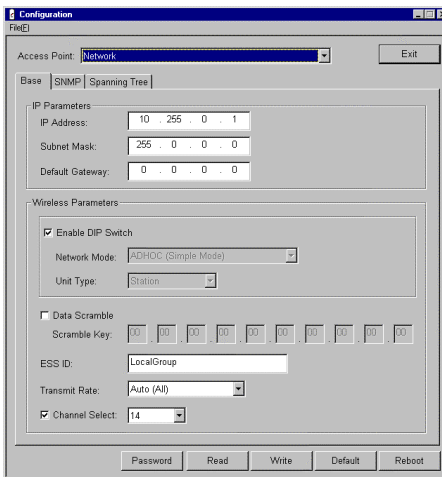 Configuration
File(F)
Access Point: Network Exit
Base SNMP Spanning Tree
IP Parameters
IP Address: 10 . 255 . 0 . 1
Subnet Mask: 255 . 0 . 0 . 0
Default Gateway: 0 . 0 . 0 . 0
Wireless Parameters
Enable DIP Switch
Network Mode: ADHOC (Simple Mode)
Unit Type: Station
Data Scramble
Scramble Key: 00 . 00 . 00 . 00 . 00 . 00 . 00 . 00 . 00 . 00
ESS ID: LocalGroup
Transmit Rate: Auto (All)
Channel Select: 14
Password Read Write Default Reboot